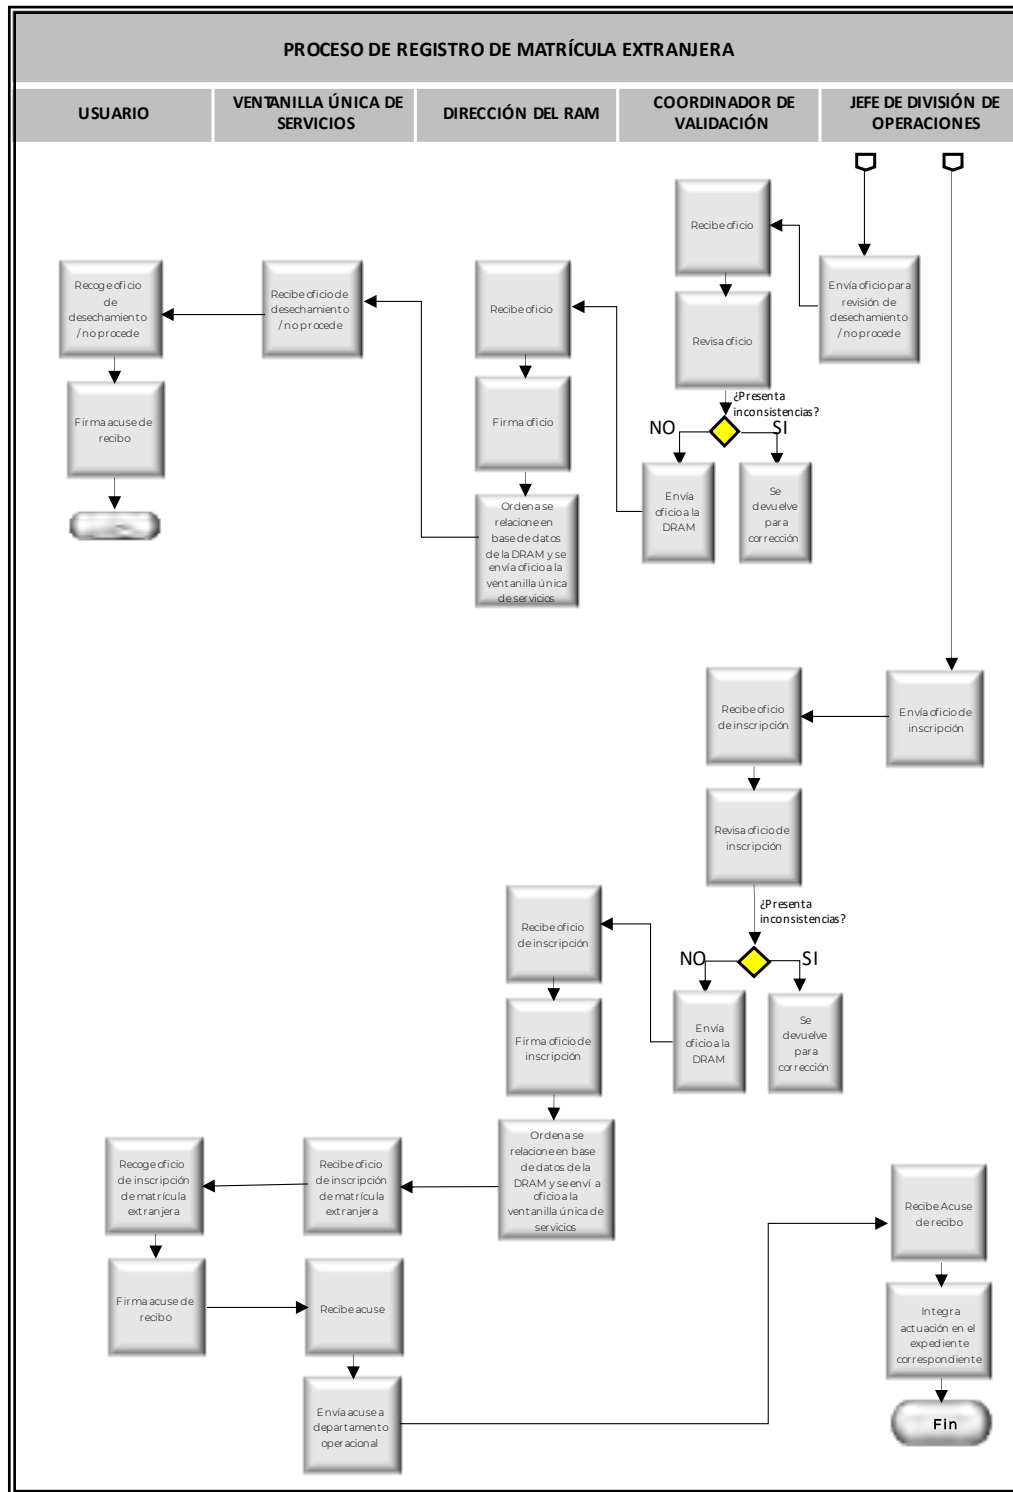 PROCESO DE REGISTRO DE MATRÍCULA EXTRANJERA
USUARIO
VENTANILLA ÚNICA DE
SERVICIOS
DIRECCIÓN DEL RAM
COORDINADOR DE
VALIDACIÓN
JEFE DE DIVISIÓN DE
OPERACIONES
Envía oficio para
revisión de
desechamiento
/ no procede
Recibe oficio
Revisa oficio
¿Presenta
inconsistencias?
NO
SI
Envía
oficio a la
DRAM
Se
devuelve
para
corrección
Recibe oficio
Firma oficio
Ordena se
relacione en
base de datos
de la DRAM y se
envía oficio a la
ventanilla única
de servicios
Recibe oficio de
desechamiento
/ no procede
Recoge oficio
de
desechamiento
/ no procede
Firma acuse de
recibo
Envía oficio de
inscripción
Recibe oficio
de inscripción
Revisa oficio de
inscripción
¿Presenta
inconsistencias?
NO
SI
Envía
oficio a la
DRAM
Se
devuelve
para
corrección
Recibe oficio
de inscripción
Firma oficio de
inscripción
Ordena se
relacione en base
de datos de la
DRAM y se enví a
oficio a la
ventanilla única de
servicios
Recibe oficio
de inscripción
de matrícula
extranjera
Recoge oficio
de inscripción
de matrícula
extranjera
Firma acuse de
recibo
Recibe acuse
Envía acuse a
departamento
operacional
Recibe Acuse
de recibo
Integra
actuación en el
expediente
correspondiente
Fin